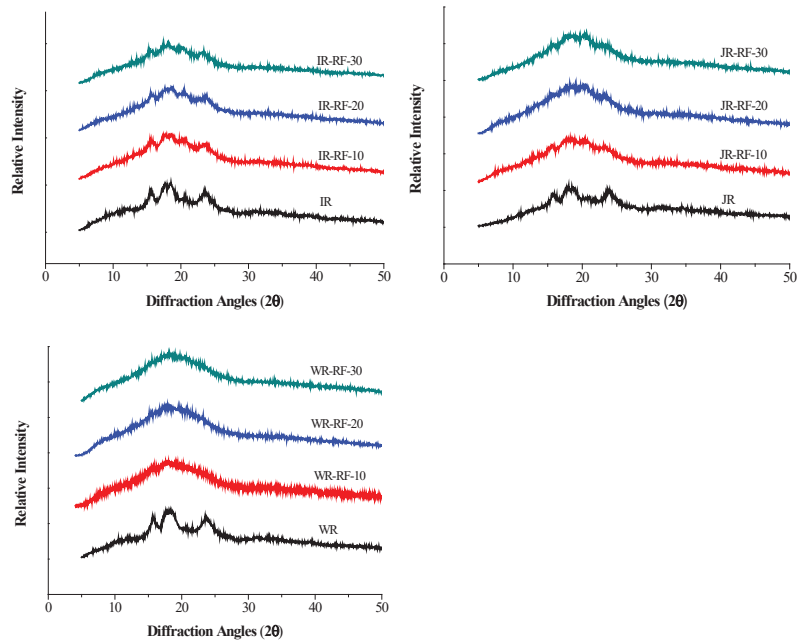 Relative Intensity
IR-RF-30
IR-RF-20
IR-RF-10
IR
0 10 20 30 40 50
Diffraction Angles (2θ)
Relative Intensity
JR-RF-30
JR-RF-20
JR-RF-10
JR
0 10 20 30 40 50
Diffraction Angles (2θ)
Relative Intensity
WR-RF-30
WR-RF-20
WR-RF-10
WR
0 10 20 30 40 50
Diffraction Angles (2θ)